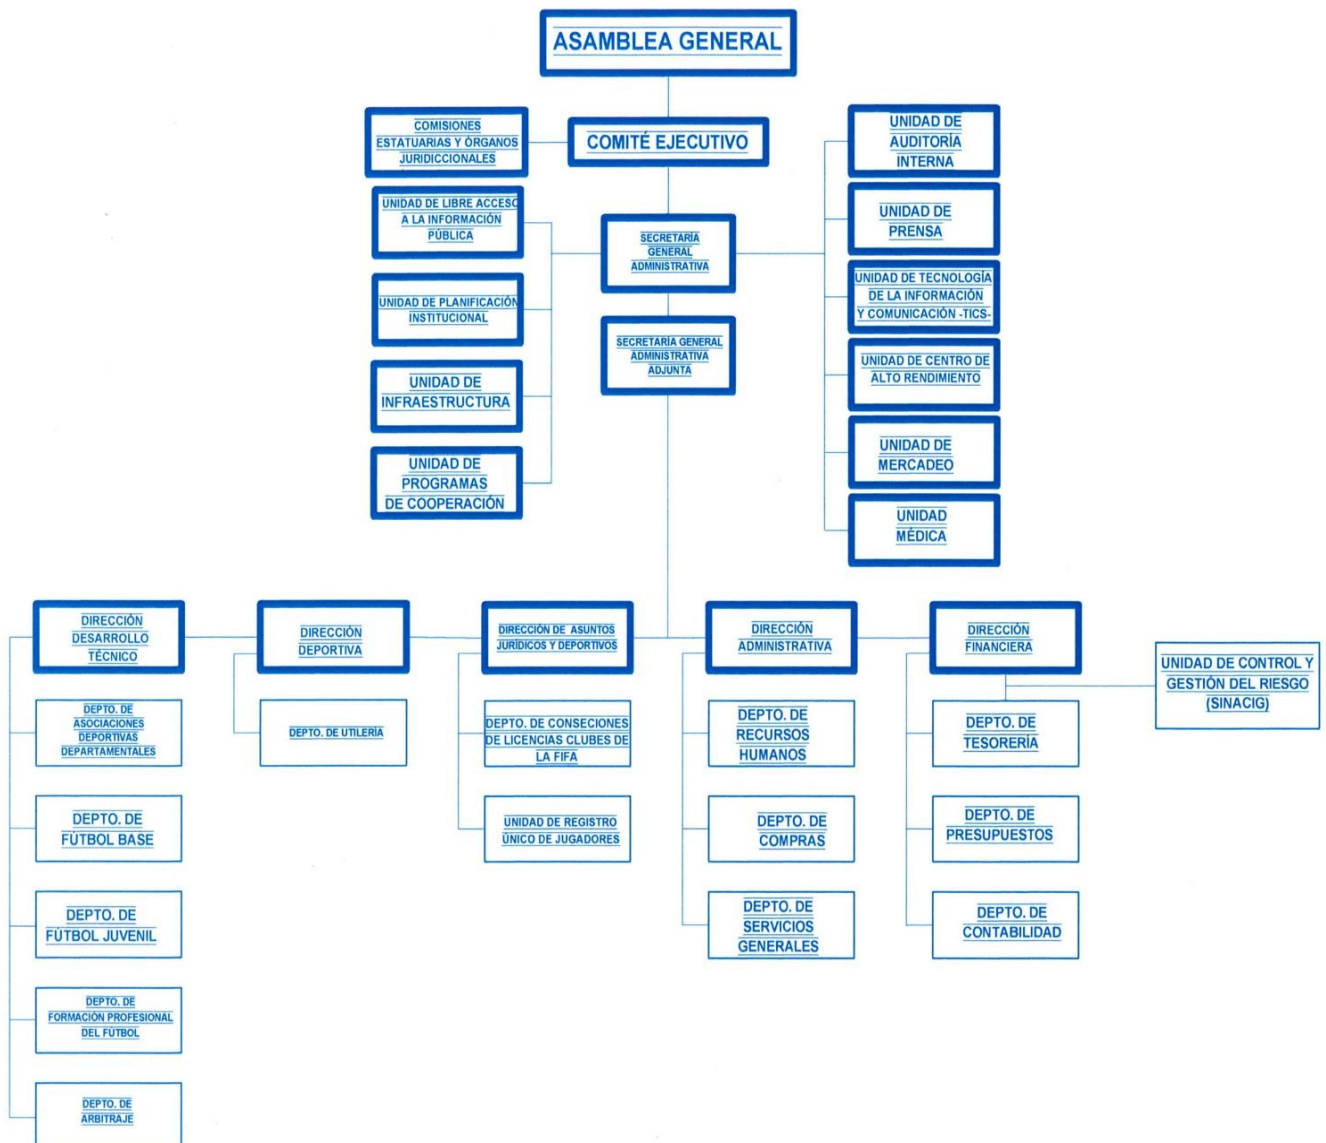 ASAMBLEA GENERAL
COMISIONES
ESTATUARIAS Y ÓRGANOS
JURIDICCIONALES
COMITÉ EJECUTIVO
UNIDAD DE
AUDITORÍA
INTERNA
UNIDAD DE LIBRE ACCESO
A LA INFORMACIÓN
PÚBLICA
SECRETARÍA
GENERAL
ADMINISTRATIVA
UNIDAD DE
PRENSA
UNIDAD DE PLANIFICACIÓN
INSTITUCIONAL
SECRETARÍA GENERAL
ADMINISTRATIVA
ADJUNTA
UNIDAD DE TECNOLOGÍA
DE LA INFORMACIÓN
Y COMUNICACIÓN -TICS-
UNIDAD DE
INFRAESTRUCTURA
UNIDAD DE CENTRO DE
ALTO RENDIMIENTO
UNIDAD DE
PROGRAMAS
DE COOPERACIÓN
UNIDAD DE
MERCADEO
UNIDAD
MÉDICA
DIRECCIÓN
DESARROLLO
TÉCNICO
DIRECCIÓN
DEPORTIVA
DIRECCIÓN DE ASUNTOS
JURÍDICOS Y DEPORTIVOS
DIRECCIÓN
ADMINISTRATIVA
DIRECCIÓN
FINANCIERA
UNIDAD DE CONTROL Y
GESTIÓN DEL RIESGO
(SINACIG)
DEPTO. DE
ASOCIACIONES
DEPORTIVAS
DEPARTAMENTALES
DEPTO. DE UTILERÍA
DEPTO. DE CONSECIONES
DE LICENCIAS CLUBES DE
LA FIFA
DEPTO. DE
RECURSOS
HUMANOS
DEPTO. DE
TESORERÍA
DEPTO. DE
FÚTBOL BASE
UNIDAD DE REGISTRO
ÚNICO DE JUGADORES
DEPTO. DE
COMPRAS
DEPTO. DE
PRESUPUESTOS
DEPTO. DE
FÚTBOL JUVENIL
DEPTO. DE
SERVICIOS
GENERALES
DEPTO. DE
CONTABILIDAD
DEPTO. DE
FORMACIÓN PROFESIONAL
DEL FÚTBOL
DEPTO. DE
ARBITRAJE